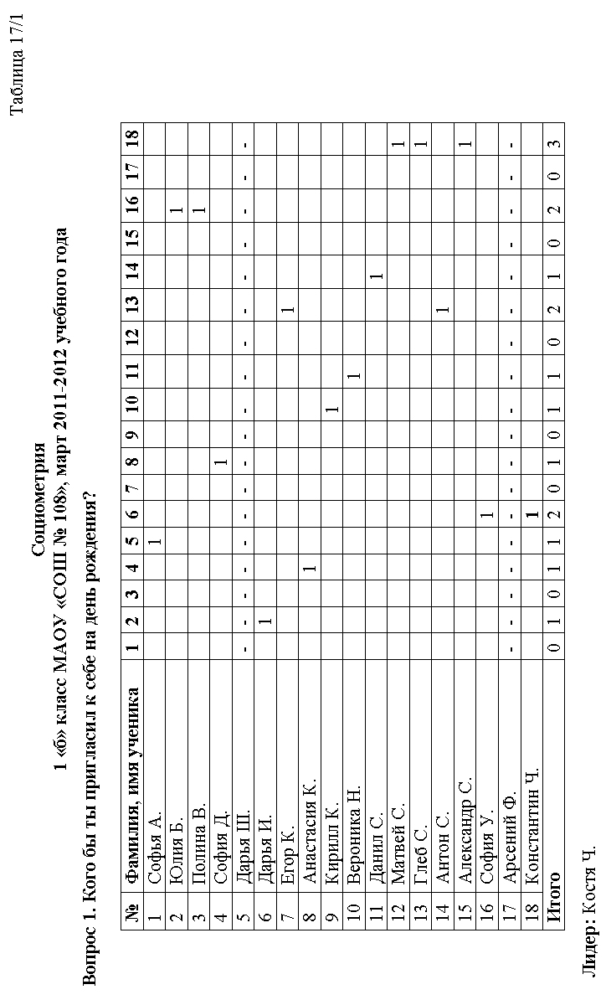 Таблица 17/1
Социометрия
1 «б» класс МАОУ «СОШ № 108», март 2011-2012 учебного года
Вопрос 1. Кого бы ты пригласил к себе на день рождения?
№ Фамилия, имя ученика 1 2 3 4 5 6 7 8 9 10 11 12 13 14 15 16 17 18
1 Софья А. 1
2 Юлия Б. 1
3 Полина В. 1
4 София Д. 1
5 Дарья Ш. - - - - - - - - - - - - - - - - - -
6 Дарья И. 1
7 Егор К. 1
8 Анастасия К. 1
9 Кирилл К. 1
10 Вероника Н. 1
11 Данил С. 1
12 Матвей С. 1
13 Глеб С. 1
14 Антон С. 1
15 Александр С. 1
16 София У. 1
17 Арсений Ф. - - - - - - - - - - - - - - - - - -
18 Константин Ч. 1
Итого 0 1 0 1 1 2 0 1 0 1 1 0 2 1 0 2 0 3
Лидер: Костя Ч.